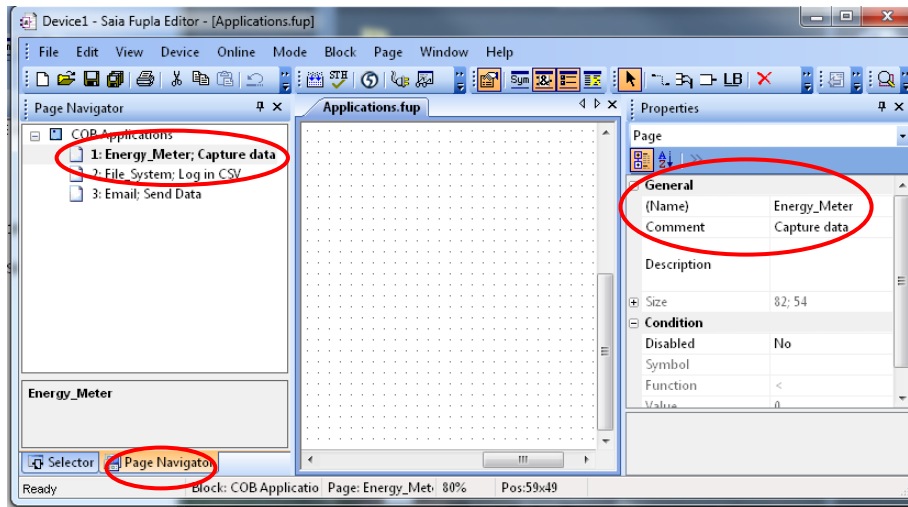 Device1 - Saia Fupla Editor - [Applications.fup]
File Edit View Device Online Mode Block Page Window Help
STH Sym LB
Page Navigator
COB Applications
1: Energy_Meter; Capture data
2: File_System; Log in CSV
3: Email; Send Data
Energy_Meter
Selector Page Navigator
Applications.fup
Properties
Page
General
(Name) Energy_Meter
Comment Capture data
Description
Size 82; 54
Condition
Disabled No
Symbol
Function <
Value 0
Ready Block: COB Applicatio Page: Energy_Met 80% Pos:59x49